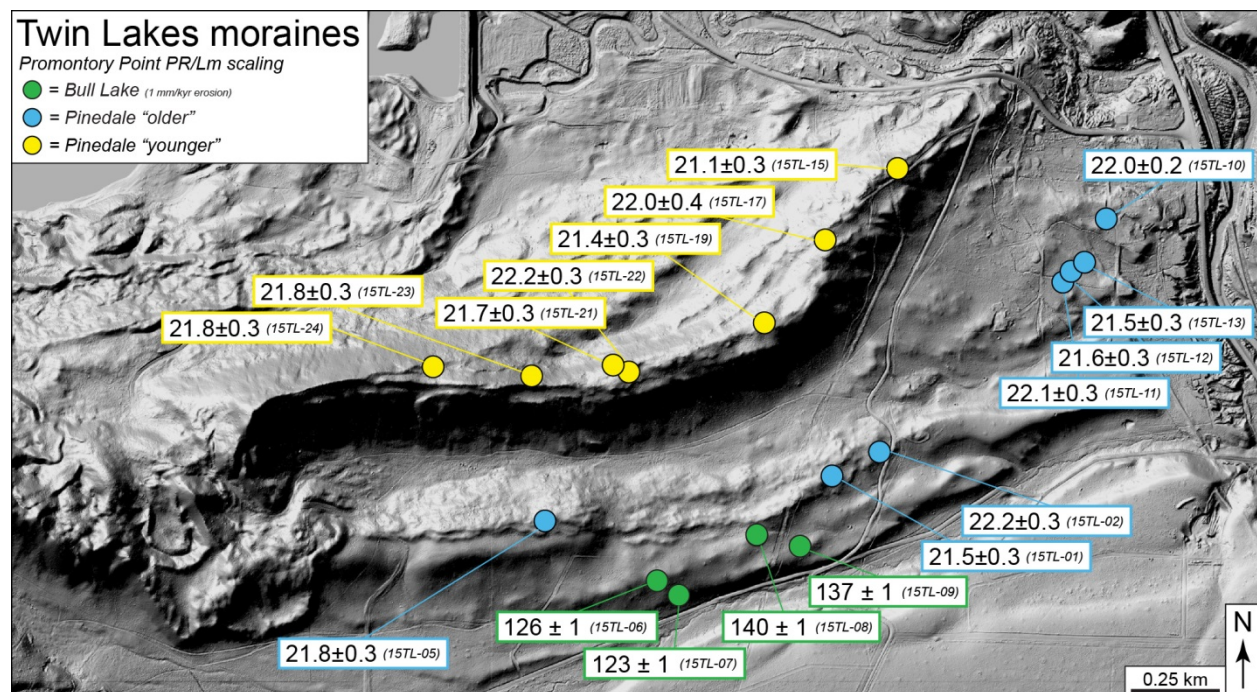 Twin Lakes moraines
Promontory Point PR/Lm scaling
= Bull Lake (1 mm/kyr erosion)
= Pinedale “older”
= Pinedale “younger”
21.1±0.3 (15TL-15)
22.0±0.2 (15TL-10)
22.0±0.4 (15TL-17)
21.4±0.3 (15TL-19)
22.2±0.3 (15TL-22)
21.8±0.3 (15TL-23)
21.7±0.3 (15TL-21)
21.8±0.3 (15TL-24)
21.5±0.3 (15TL-13)
21.6±0.3 (15TL-12)
22.1±0.3 (15TL-11)
22.2±0.3 (15TL-02)
21.5±0.3 (15TL-01)
137 ± 1 (15TL-09)
126 ± 1 (15TL-06)
140 ± 1 (15TL-08)
21.8±0.3 (15TL-05)
123 ± 1 (15TL-07)
N
0.25 km